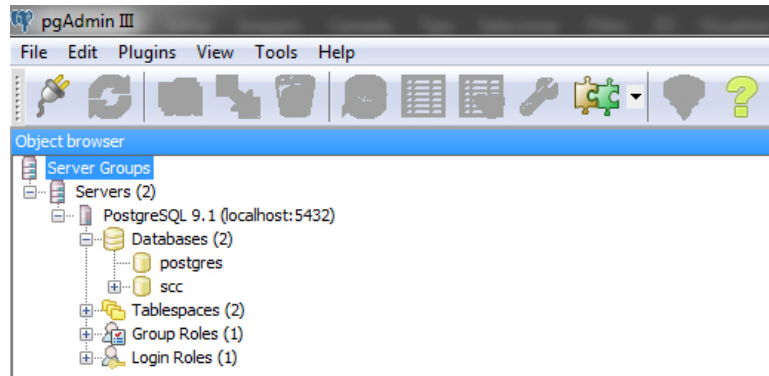 pgAdmin III
File Edit Plugins View Tools Help
Object browser
Server Groups
Servers (2)
PostgreSQL 9.1 (localhost:5432)
Databases (2)
postgres
scc
Tablespaces (2)
Group Roles (1)
Login Roles (1)